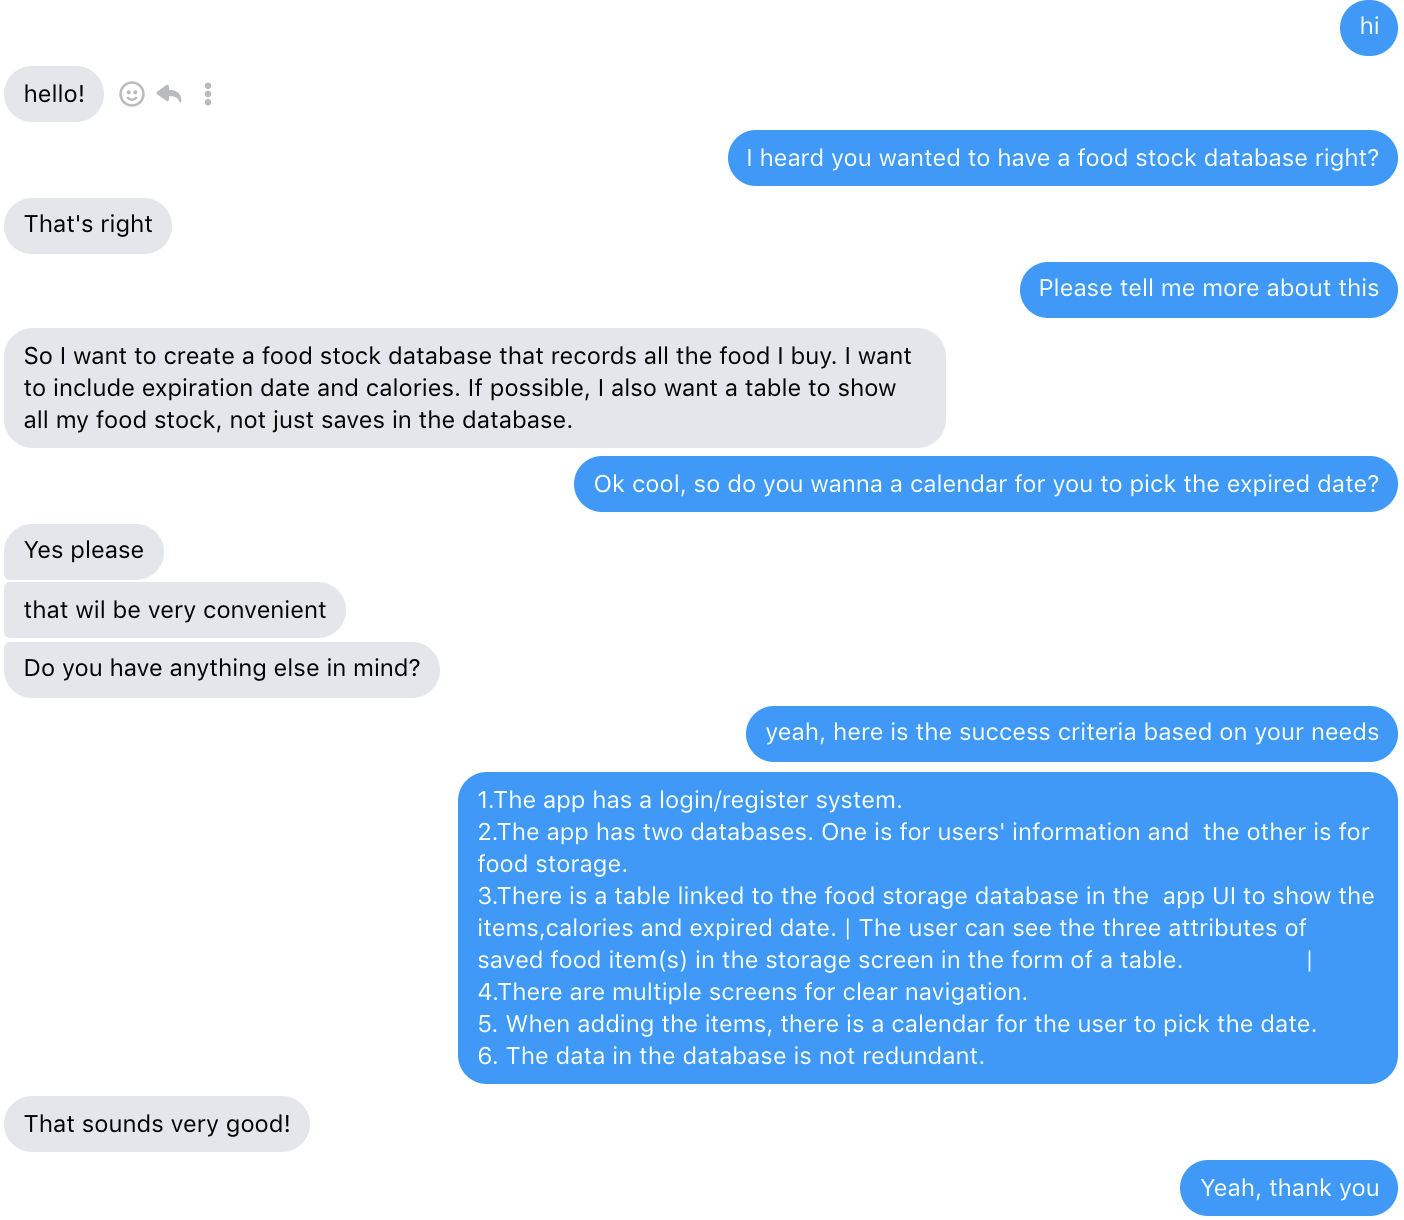 hi
hello!
I heard you wanted to have a food stock database right?
That's right
Please tell me more about this
So I want to create a food stock database that records all the food I buy. I want
to include expiration date and calories. If possible, I also want a table to show
all my food stock, not just saves in the database.
Ok cool, so do you wanna a calendar for you to pick the expired date?
Yes please
that wil be very convenient
Do you have anything else in mind?
yeah, here is the success criteria based on your needs
1.The app has a login/register system.
2.The app has two databases. One is for users' information and  the other is for
food storage.
3.There is a table linked to the food storage database in the  app UI to show the
items,calories and expired date. | The user can see the three attributes of
saved food item(s) in the storage screen in the form of a table. |
4.There are multiple screens for clear navigation.
5. When adding the items, there is a calendar for the user to pick the date.
6. The data in the database is not redundant.
That sounds very good!
Yeah, thank you